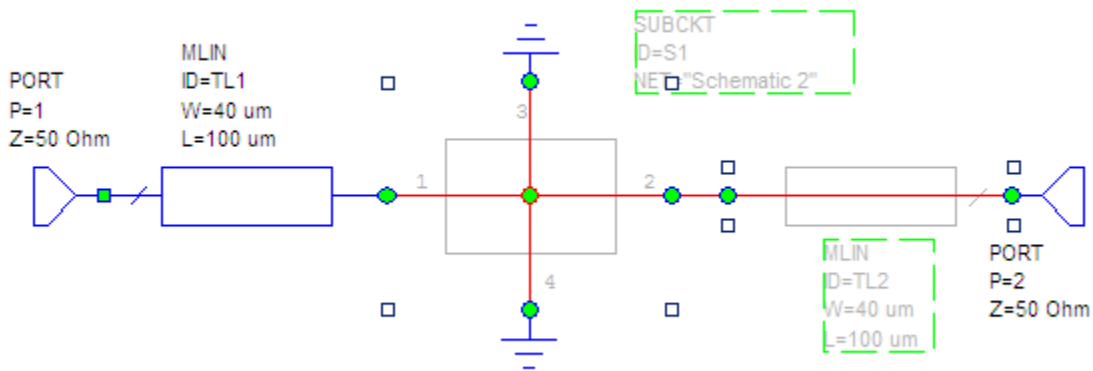 SUBCKT
ID=S1
NET="Schematic 2"
MLIN
ID=TL1
W=40 um
L=100 um
PORT
P=1
Z=50 Ohm
3
1
2
4
MLIN
ID=TL2
W=40 um
L=100 um
PORT
P=2
Z=50 Ohm